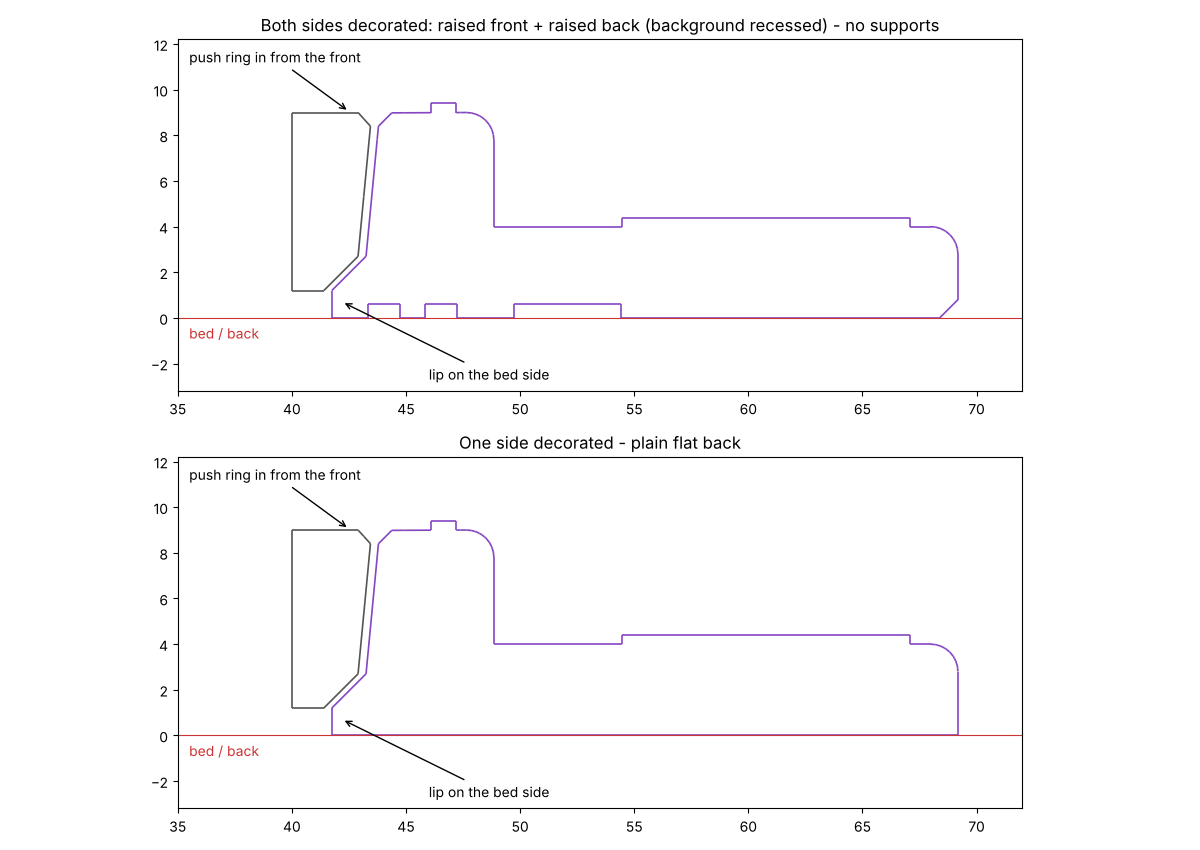 Both sides decorated: raised front + raised back (background recessed) - no supports
12
push ring in from the front
10
8
6
4
2
0
bed / back
−2
lip on the bed side
35 40 45 50 55 60 65 70
One side decorated - plain flat back
12
push ring in from the front
10
8
6
4
2
0
bed / back
−2
lip on the bed side
35 40 45 50 55 60 65 70